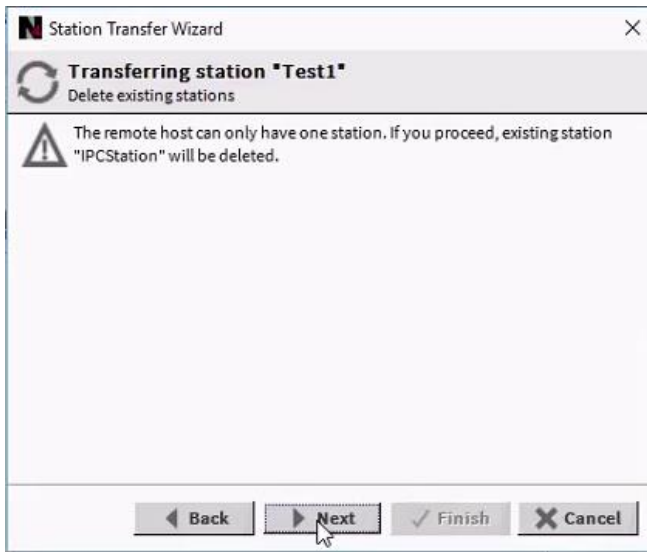 Station Transfer Wizard
Transferring station "Test1"
Delete existing stations
The remote host can only have one station. If you proceed, existing station
"IPCStation" will be deleted.
Back Next Finish Cancel